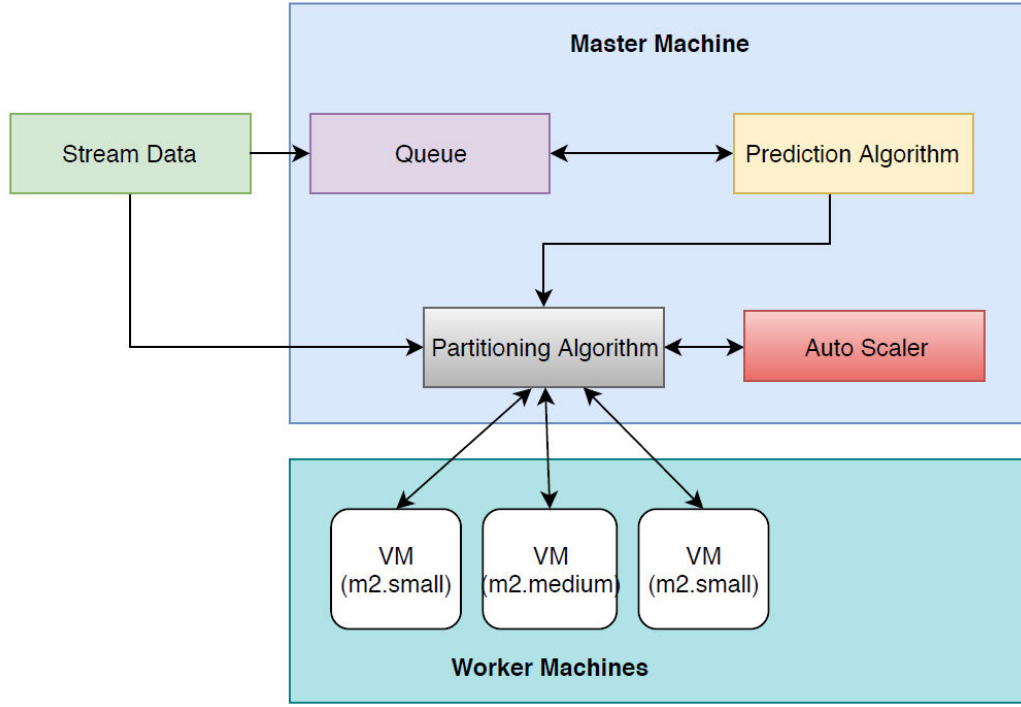 Master Machine
Stream Data
Queue
Prediction Algorithm
Partitioning Algorithm
Auto Scaler
VM
(m2.small)
VM
(m2.medium)
VM
(m2.small)
Worker Machines